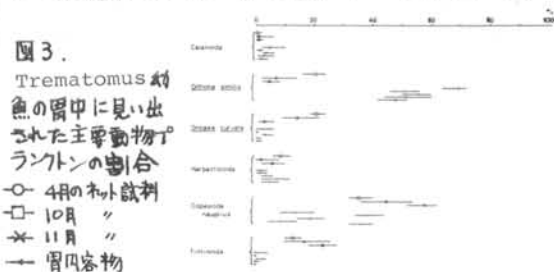 %
0 20 40 60 80 100
図3.
Trematomus 幼
魚の胃中に見い出
された主要動物プ
ランクトンの割合
4月のネット試料
10月 〃
11月 〃
胃内容物
Calanoida
Oithona similis
Oncaea curvata
Harpacticoida
Copepoda
nauplius